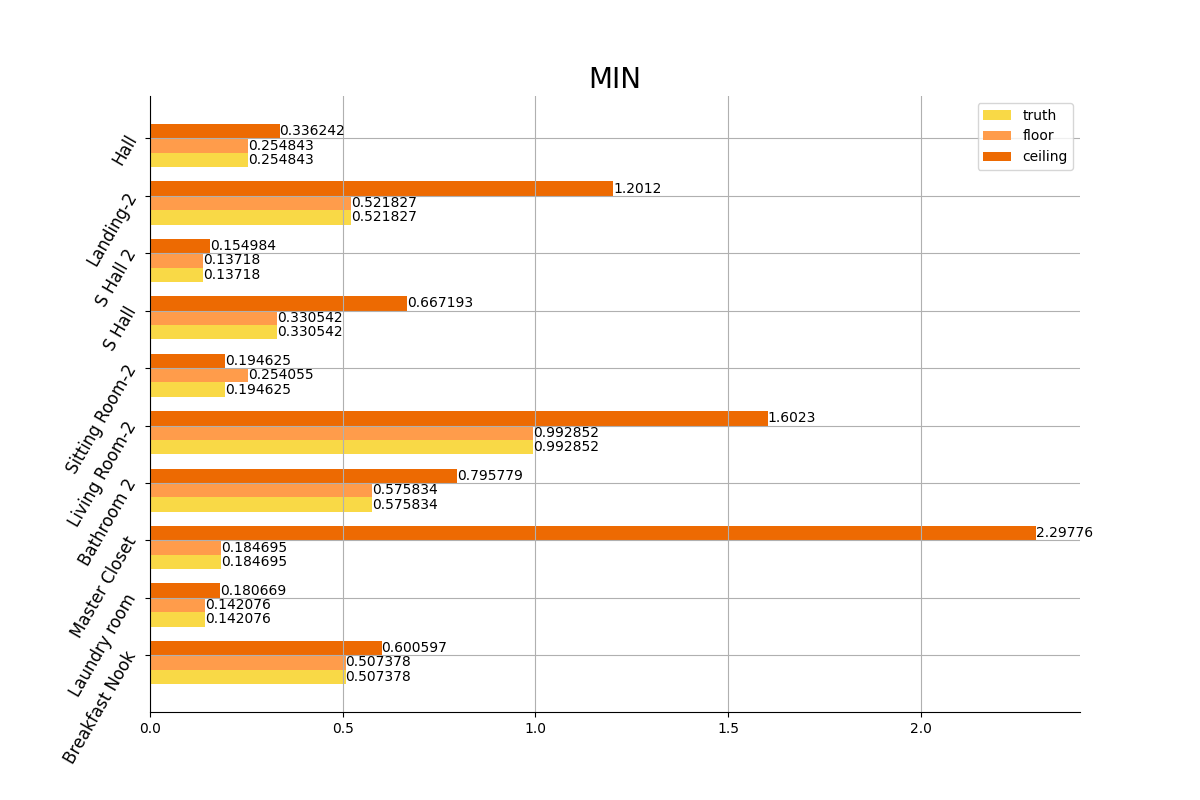 MIN
truth
floor
ceiling
Hall
0.336242
0.254843
0.254843
Landing-2
1.2012
0.521827
0.521827
S Hall 2
0.154984
0.13718
0.13718
S Hall
0.667193
0.330542
0.330542
Sitting Room-2
0.194625
0.254055
0.194625
Living Room-2
1.6023
0.992852
0.992852
Bathroom 2
0.795779
0.575834
0.575834
Master Closet
2.29776
0.184695
0.184695
Laundry room
0.180669
0.142076
0.142076
Breakfast Nook
0.600597
0.507378
0.507378
0.0 0.5 1.0 1.5 2.0